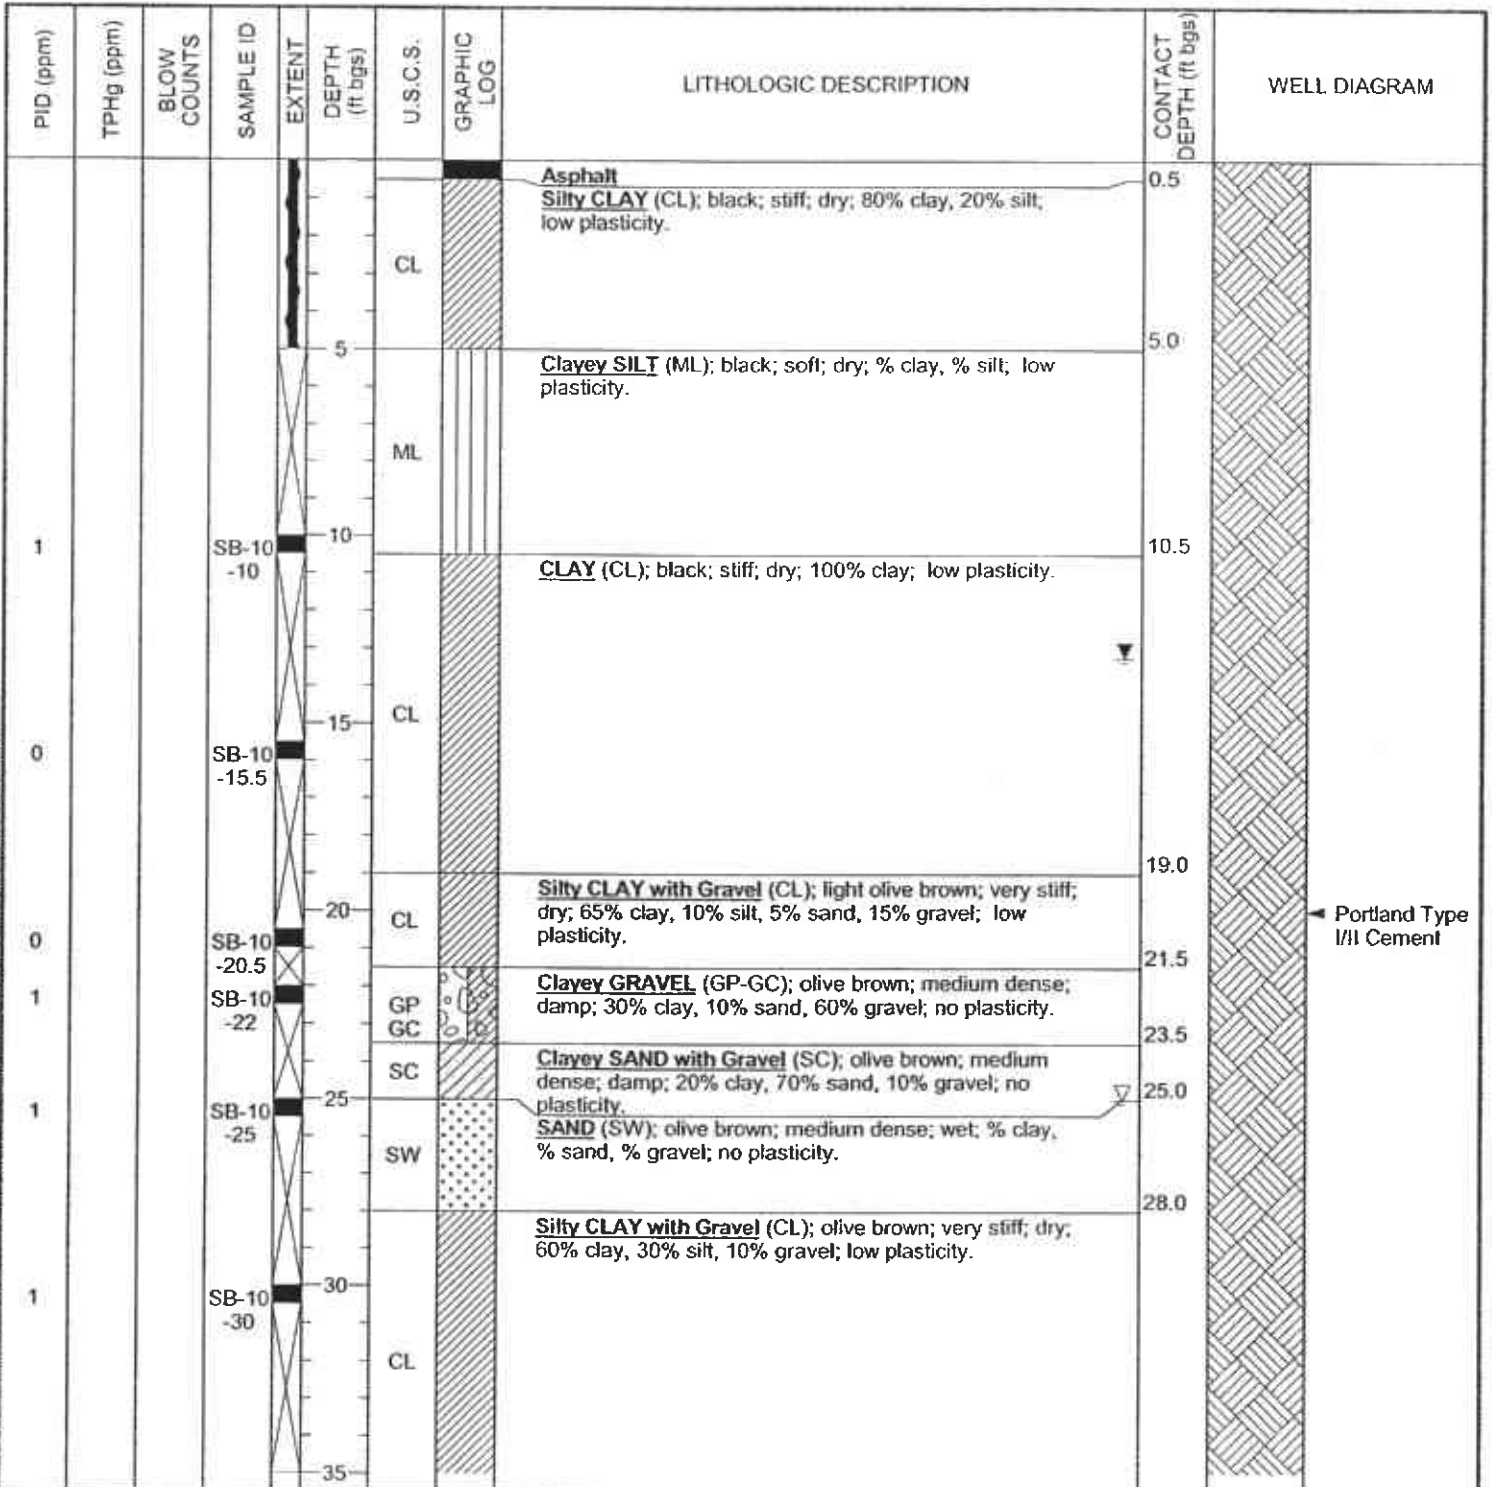 PID (ppm)
TPHg (ppm)
BLOW
COUNTS
SAMPLE ID
EXTENT
DEPTH
(ft bgs)
U.S.C.S.
GRAPHIC
LOG
LITHOLOGIC DESCRIPTION
CONTACT
DEPTH (ft bgs)
WELL DIAGRAM
Asphalt
0.5
Silty CLAY (CL); black; stiff; dry; 80% clay, 20% silt;
low plasticity.
CL
5
5.0
Clayey SILT (ML); black; soft; dry; % clay, % silt; low
plasticity.
ML
10
1
SB-10
-10
10.5
CLAY (CL); black; stiff; dry; 100% clay; low plasticity.
CL
15
0
SB-10
-15.5
19.0
Silty CLAY with Gravel (CL); light olive brown; very stiff;
dry; 65% clay, 10% silt, 5% sand, 15% gravel; low
plasticity.
20
CL
Portland Type
I/II Cement
0
SB-10
-20.5
21.5
Clayey GRAVEL (GP-GC); olive brown; medium dense;
damp; 30% clay, 10% sand, 60% gravel; no plasticity.
1
SB-10
-22
GP
GC
23.5
Clayey SAND with Gravel (SC); olive brown; medium
dense; damp; 20% clay, 70% sand, 10% gravel; no
plasticity.
SC
25
25.0
1
SB-10
-25
SAND (SW); olive brown; medium dense; wet; % clay,
% sand, % gravel; no plasticity.
SW
28.0
Silty CLAY with Gravel (CL); olive brown; very stiff; dry;
60% clay, 30% silt, 10% gravel; low plasticity.
30
1
SB-10
-30
CL
35